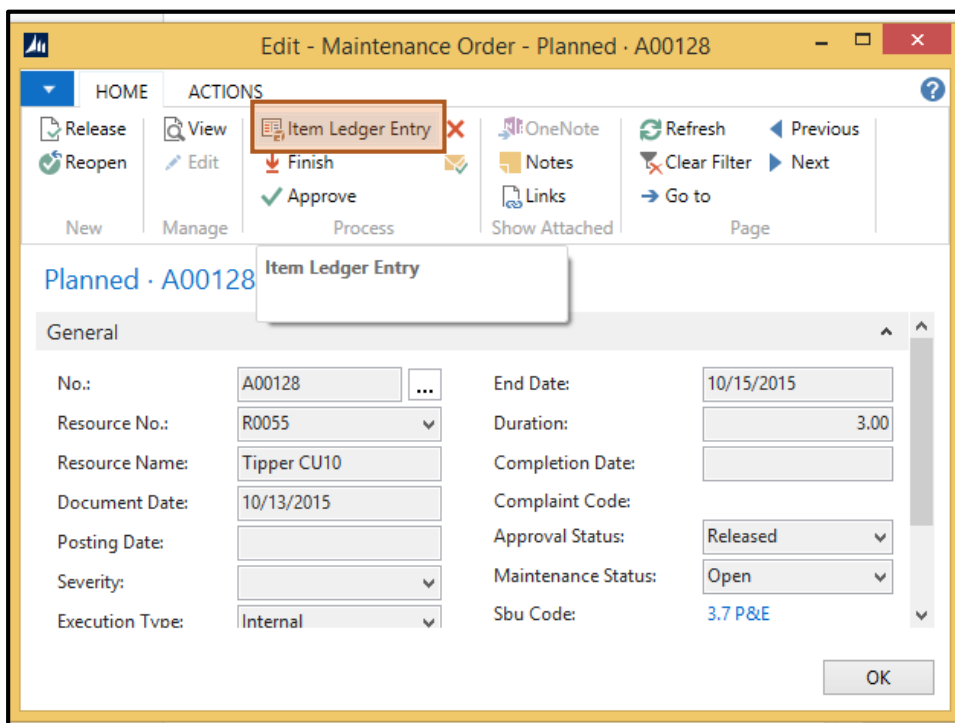 Edit - Maintenance Order - Planned · A00128
HOME ACTIONS
Release View Item Ledger Entry OneNote Refresh Previous
Reopen Edit Finish Notes Clear Filter Next
Approve Links Go to
New Manage Process Show Attached Page
Item Ledger Entry
Planned · A00128
General
No.: A00128 ... End Date: 10/15/2015
Resource No.: R0055 Duration: 3.00
Resource Name: Tipper CU10 Completion Date:
Document Date: 10/13/2015 Complaint Code:
Posting Date: Approval Status: Released
Severity: Maintenance Status: Open
Execution Type: Internal Sbu Code: 3.7 P&E
OK